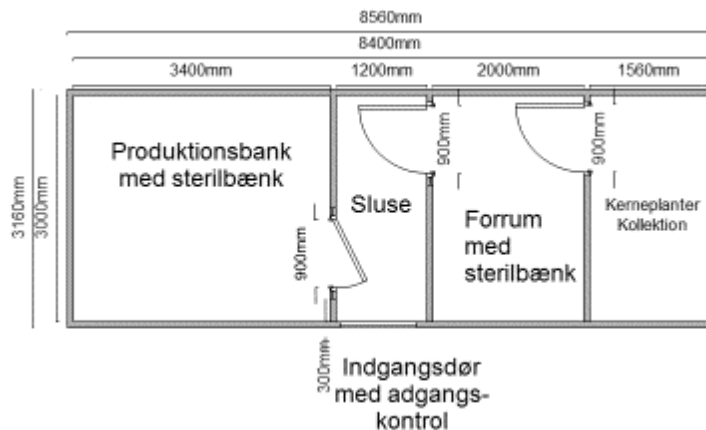 8560mm
8400mm
3400mm
1200mm
2000mm
1560mm
3160mm
3000mm
Produktionsbank
med sterilbænk
900mm
Sluse
900mm
Forrum
med
sterilbænk
900mm
Kerneplanter
Kollektion
300mm
Indgangsdør
med adgangs-
kontrol